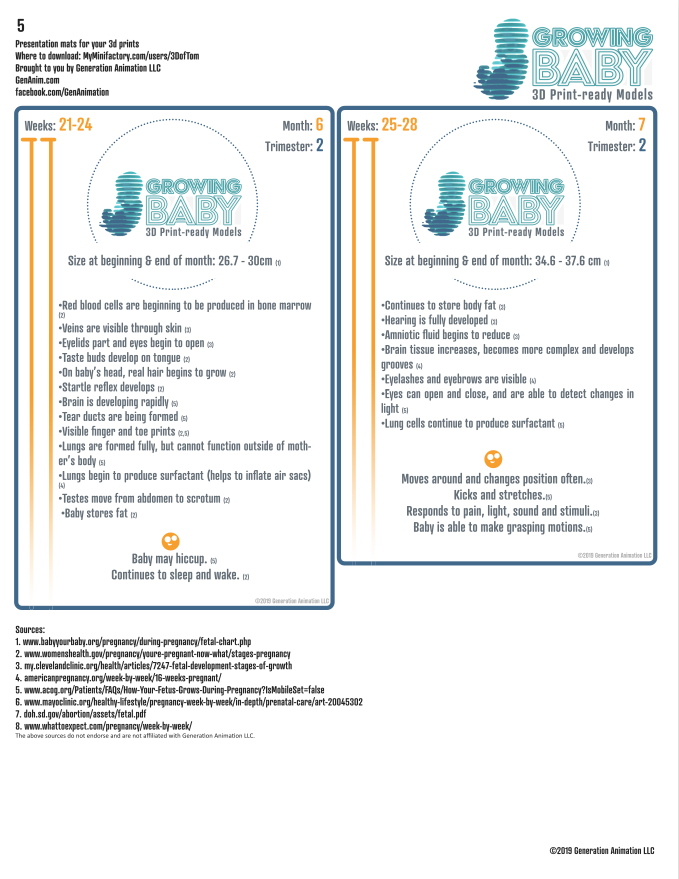 5
Presentation mats for your 3d prints
Where to download: MyMinifactory.com/users/3DofTom
Brought to you by Generation Animation LLC
GenAnim.com
facebook.com/GenAnimation
GROWING
BABY
3D Print-ready Models
Weeks: 21-24
Month: 6
Trimester: 2
GROWING
BABY
3D Print-ready Models
Size at beginning & end of month: 26.7 - 30cm (1)
•Red blood cells are beginning to be produced in bone marrow
(2)
•Veins are visible through skin (3)
•Eyelids part and eyes begin to open (3)
•Taste buds develop on tongue (2)
•On baby's head, real hair begins to grow (2)
•Startle reflex develops (2)
•Brain is developing rapidly (5)
•Tear ducts are being formed (5)
•Visible finger and toe prints (2,5)
•Lungs are formed fully, but cannot function outside of moth-
er's body (5)
•Lungs begin to produce surfactant (helps to inflate air sacs)
(4)
•Testes move from abdomen to scrotum (2)
•Baby stores fat (2)
Baby may hiccup. (5)
Continues to sleep and wake. (2)
©2019 Generation Animation LLC
Weeks: 25-28
Month: 7
Trimester: 2
GROWING
BABY
3D Print-ready Models
Size at beginning & end of month: 34.6 - 37.6 cm (1)
•Continues to store body fat (3)
•Hearing is fully developed (3)
•Amniotic fluid begins to reduce (3)
•Brain tissue increases, becomes more complex and develops
grooves (4)
•Eyelashes and eyebrows are visible (4)
•Eyes can open and close, and are able to detect changes in
light (5)
•Lung cells continue to produce surfactant (5)
Moves around and changes position often.(3)
Kicks and stretches.(5)
Responds to pain, light, sound and stimuli.(3)
Baby is able to make grasping motions.(5)
©2019 Generation Animation LLC
Sources:
1. www.babyyourbaby.org/pregnancy/during-pregnancy/fetal-chart.php
2. www.womenshealth.gov/pregnancy/youre-pregnant-now-what/stages-pregnancy
3. my.clevelandclinic.org/health/articles/7247-fetal-development-stages-of-growth
4. americanpregnancy.org/week-by-week/16-weeks-pregnant/
5. www.acog.org/Patients/FAQs/How-Your-Fetus-Grows-During-Pregnancy?IsMobileSet=false
6. www.mayoclinic.org/healthy-lifestyle/pregnancy-week-by-week/in-depth/prenatal-care/art-20045302
7. doh.sd.gov/abortion/assets/fetal.pdf
8. www.whattoexpect.com/pregnancy/week-by-week/
The above sources do not endorse and are not affiliated with Generation Animation LLC.
©2019 Generation Animation LLC